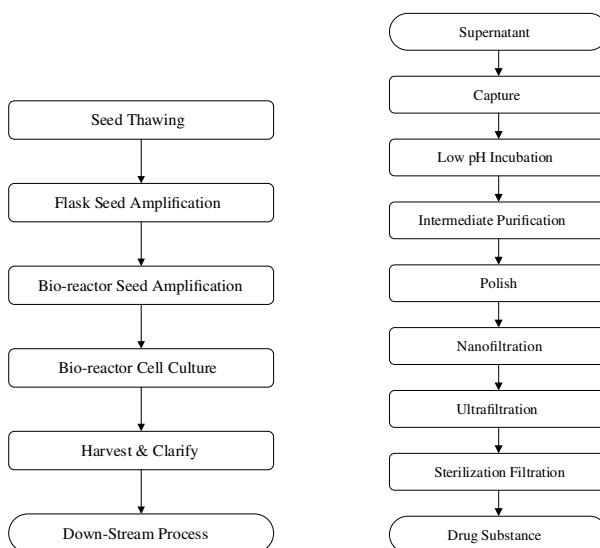 Seed Thawing
Flask Seed Amplification
Bio-reactor Seed Amplification
Bio-reactor Cell Culture
Harvest & Clarify
Down-Stream Process
Supernatant
Capture
Low pH Incubation
Intermediate Purification
Polish
Nanofiltration
Ultrafiltration
Sterilization Filtration
Drug Substance